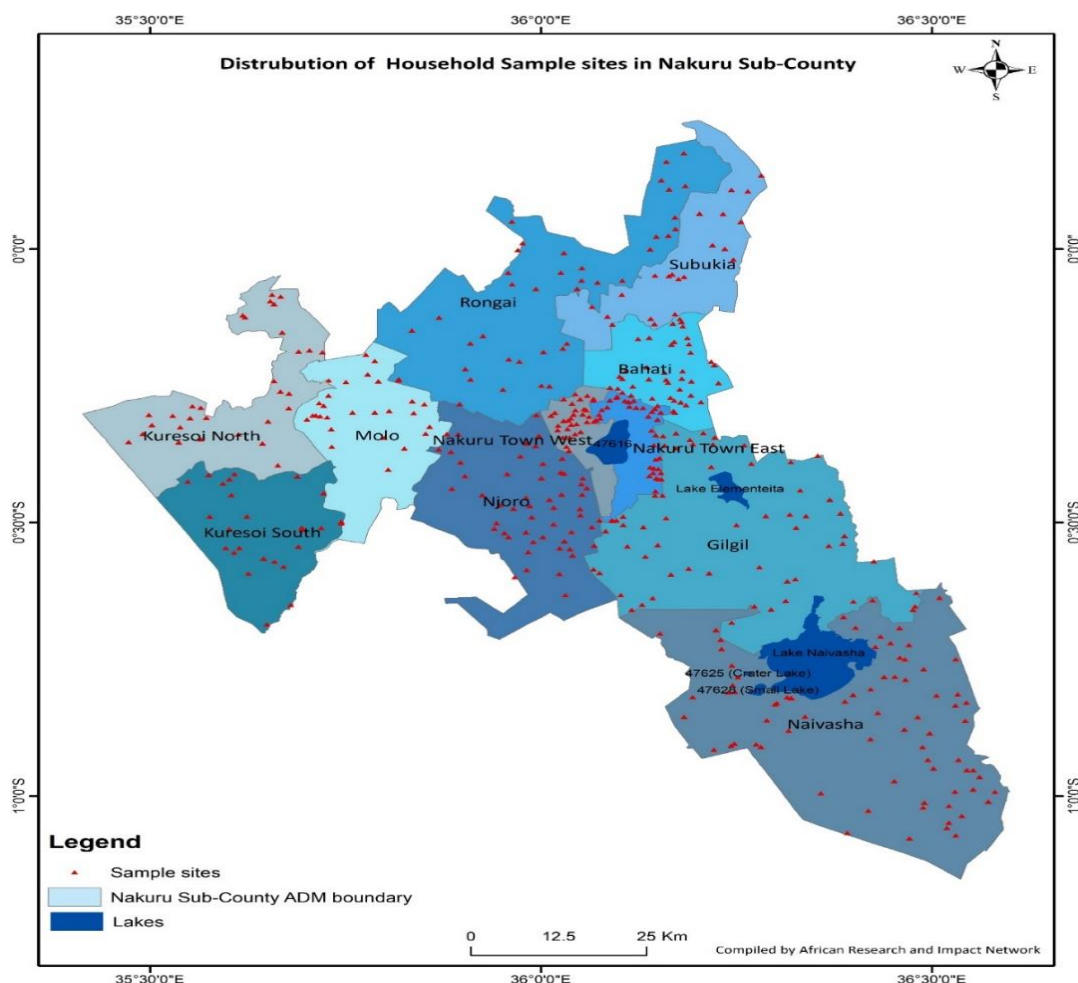 35°30'0"E
36°0'0"E
36°30'0"E
Distrubution of Household Sample sites in Nakuru Sub-County
N
W
E
S
0°0'0"
0°0'0"
Subukia
Rongai
Bahati
Kuresoi North
Molo
Nakuru Town West
47616
Nakuru Town East
Lake Elementeita
Njoro
0°30'0"S
0°30'0"S
Kuresoi South
Gilgil
Lake Naivasha
47625 (Crater Lake)
47628 (Small Lake)
Naivasha
1°0'0"S
1°0'0"S
Legend
Sample sites
Nakuru Sub-County ADM boundary
Lakes
0 12.5 25 Km
Compiled by African Research and Impact Network
35°30'0"E
36°0'0"E
36°30'0"E